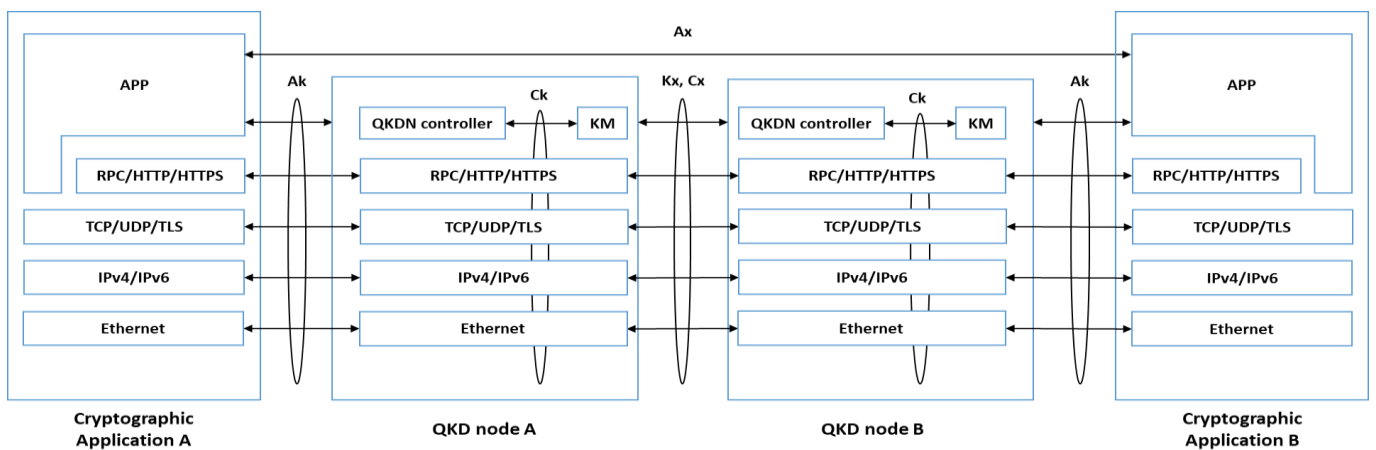 Ax
APP
Ak
Ck
Kx, Cx
Ck
Ak
APP
QKDN controller
KM
QKDN controller
KM
RPC/HTTP/HTTPS
RPC/HTTP/HTTPS
RPC/HTTP/HTTPS
RPC/HTTP/HTTPS
TCP/UDP/TLS
TCP/UDP/TLS
TCP/UDP/TLS
TCP/UDP/TLS
IPv4/IPv6
IPv4/IPv6
IPv4/IPv6
IPv4/IPv6
Ethernet
Ethernet
Ethernet
Ethernet
Cryptographic
Application A
QKD node A
QKD node B
Cryptographic
Application B